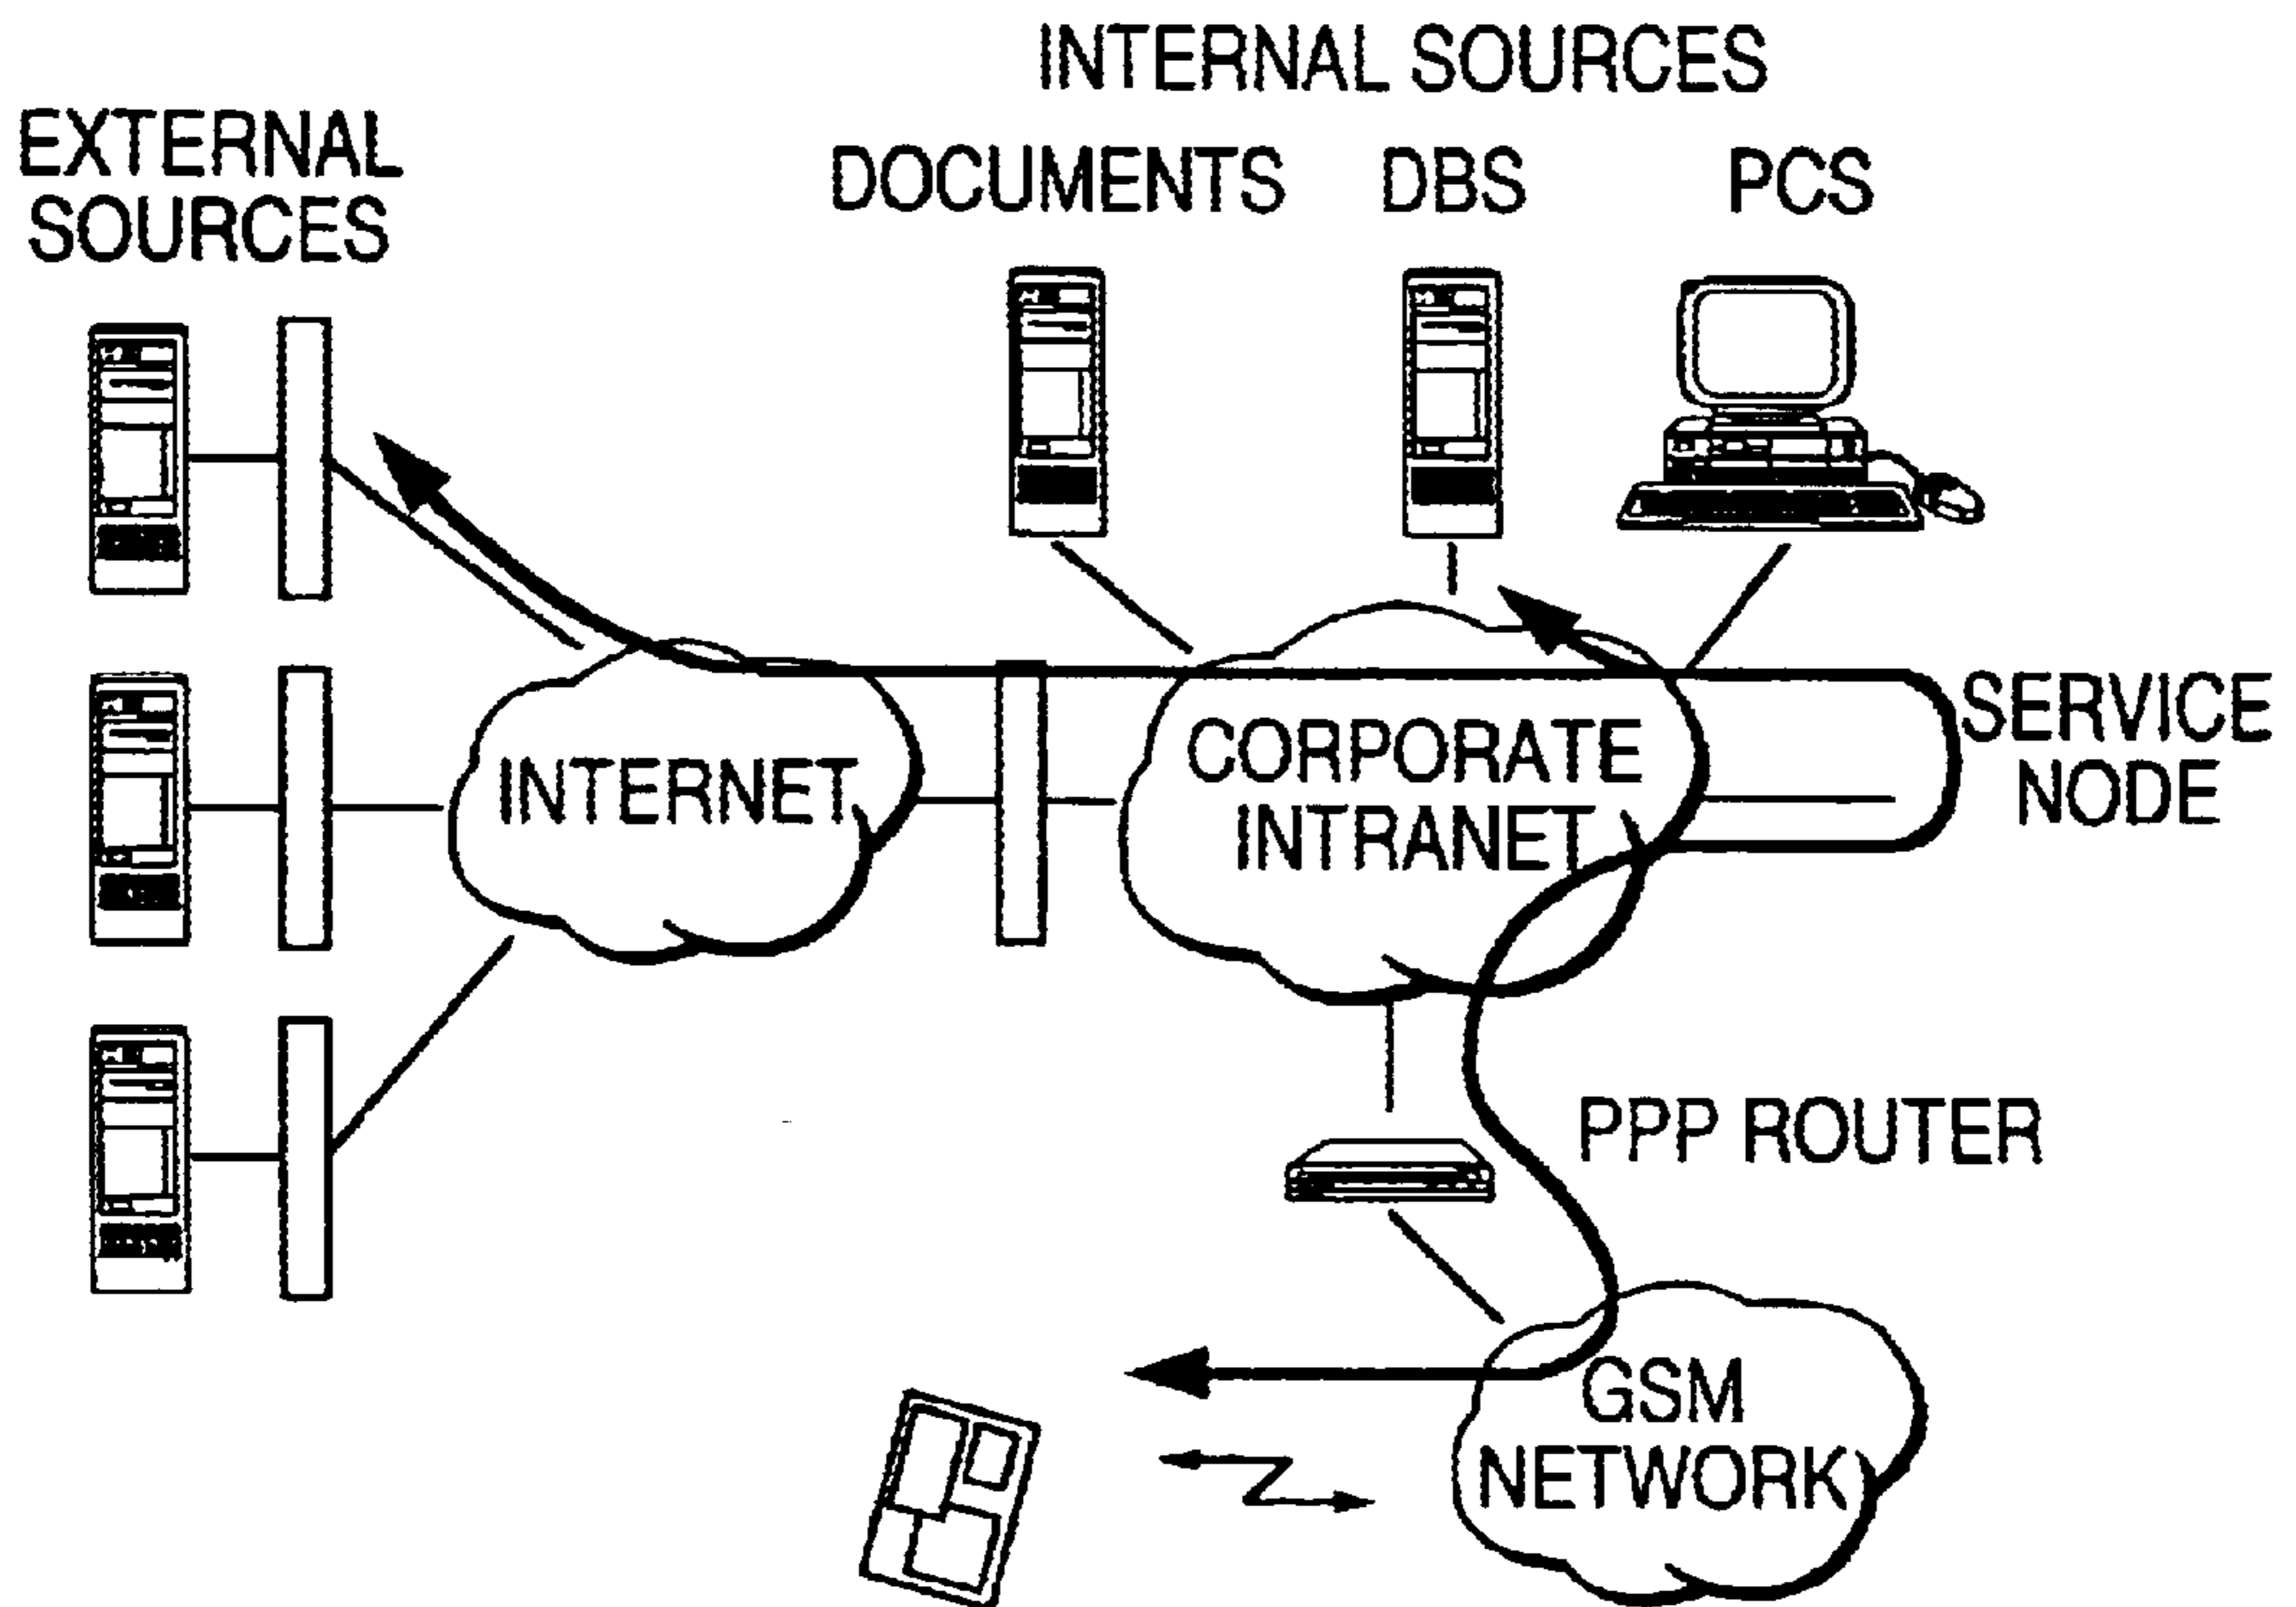 INTERNAL SOURCES
EXTERNAL
SOURCES
DOCUMENTS
DBS
PCS
INTERNET
CORPORATE
INTRANET
SERVICE
NODE
PPP ROUTER
GSM
NETWORK